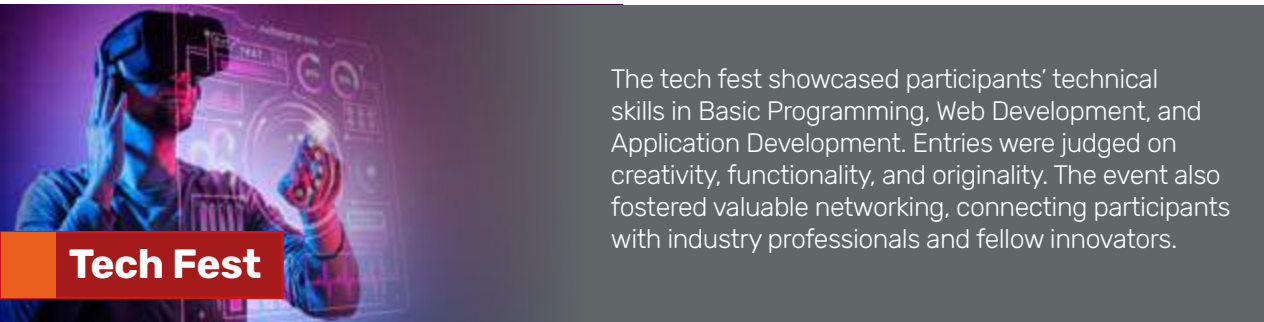 Tech Fest
The tech fest showcased participants' technical
skills in Basic Programming, Web Development, and
Application Development. Entries were judged on
creativity, functionality, and originality. The event also
fostered valuable networking, connecting participants
with industry professionals and fellow innovators.